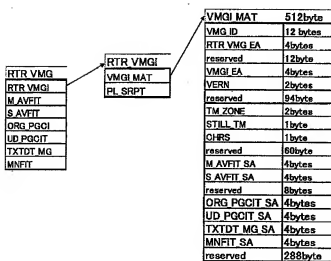 RTR VMG
RTR VMGI
M AVFIT
S AVFIT
ORG PGCI
UD PGCIT
TXTDT MG
MNFIT
RTR VMGI
VMGI MAT
PL SRPT
VMGI MAT 512byte
VMG ID 12 bytes
RTR VMG EA 4bytes
reserved 12byte
VMGI EA 4bytes
VERN 2bytes
reserved 94byte
TM ZONE 2bytes
STILL TM 1byte
CHRS 1byte
reserved 60byte
M AVFIT SA 4bytes
S AVFIT SA 4bytes
reserved 8bytes
ORG PGCIT SA 4bytes
UD PGCIT SA 4bytes
TXTDT MG SA 4bytes
MNFIT SA 4bytes
reserved 288byte